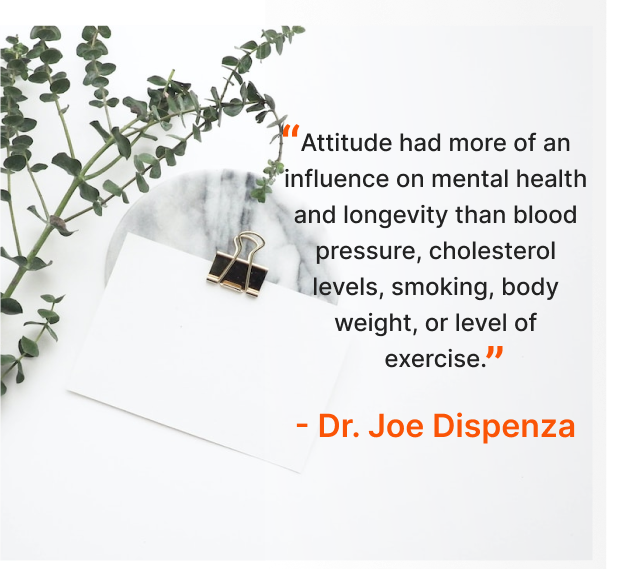 “Attitude had more of an
influence on mental health
and longevity than blood
pressure, cholesterol
levels, smoking, body
weight, or level of
exercise.”
- Dr. Joe Dispenza